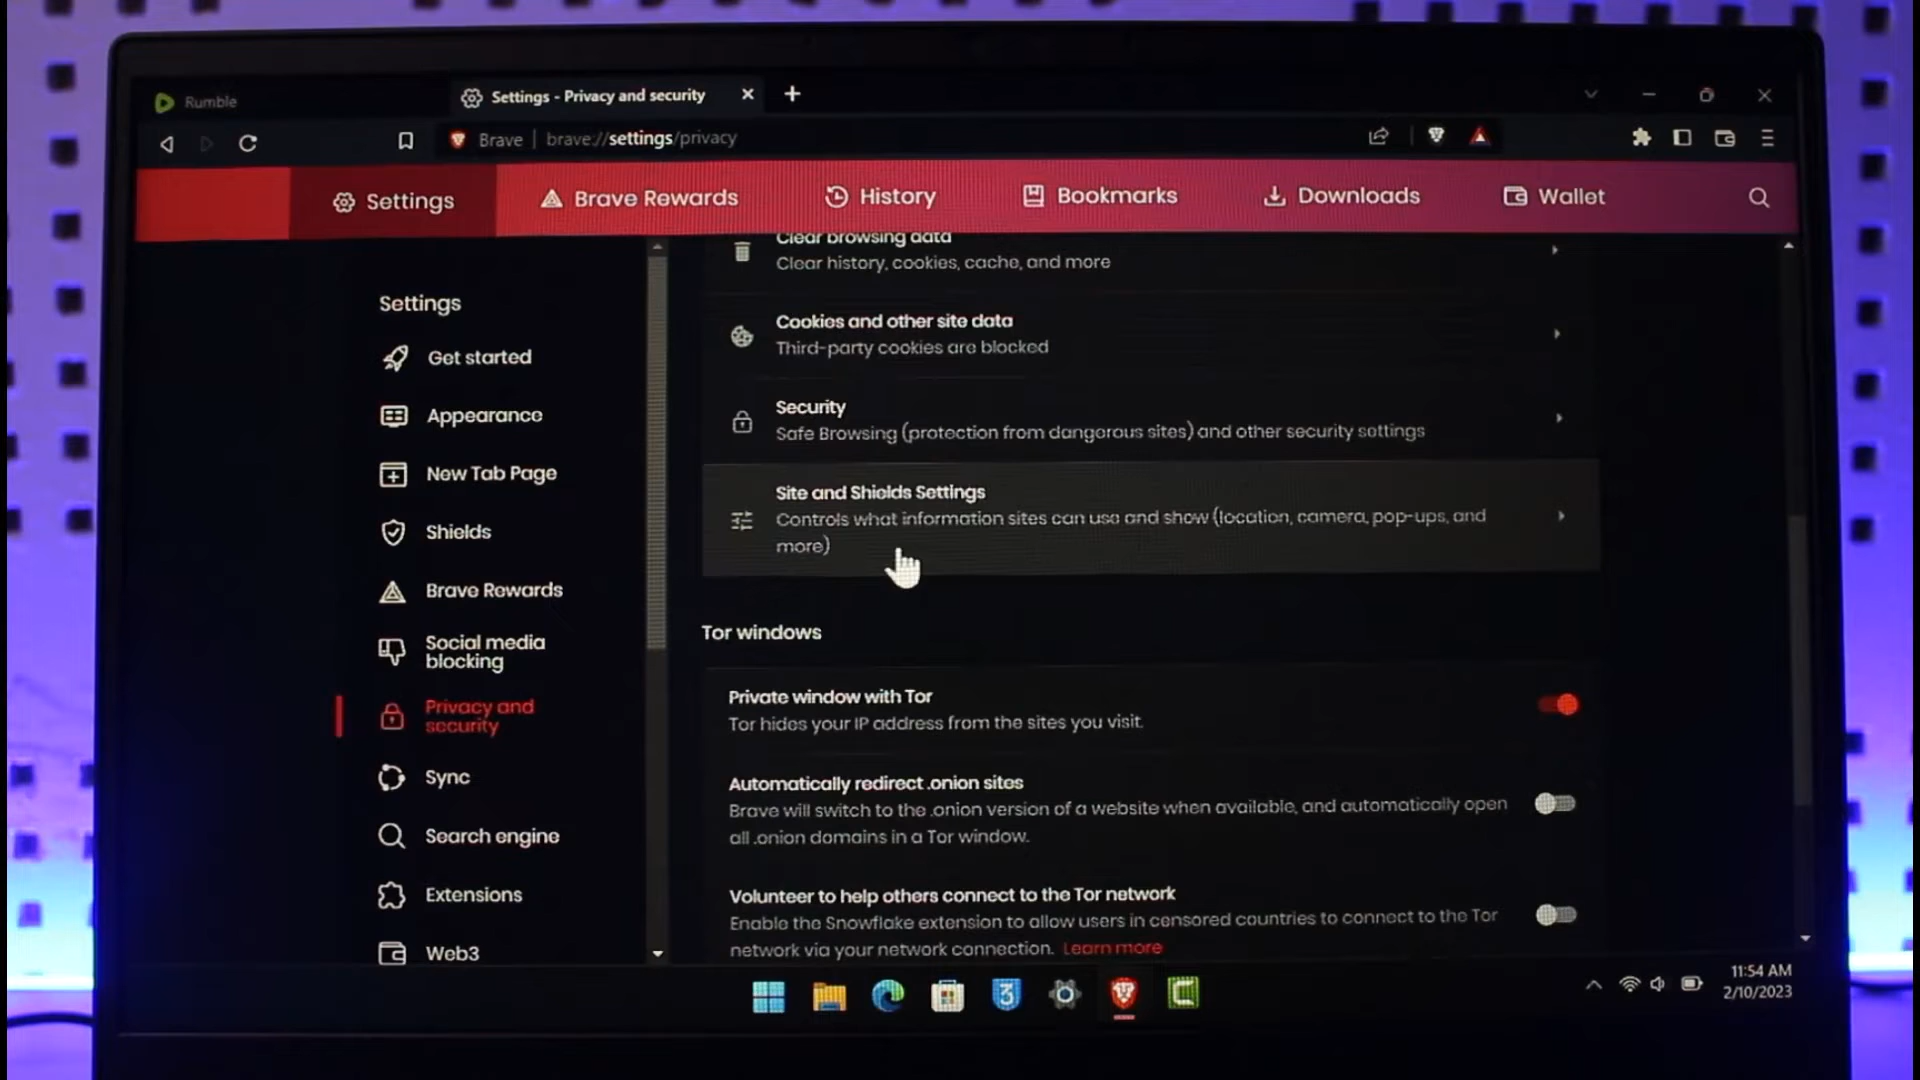 Rumble
Settings - Privacy and security
Brave | brave://settings/privacy
Settings
Brave Rewards
History
Bookmarks
Downloads
Wallet
Settings
Get started
Appearance
New Tab Page
Shields
Brave Rewards
Social media
blocking
Privacy and
security
Sync
Search engine
Extensions
Web3
Clear browsing data
Clear history, cookies, cache, and more
Cookies and other site data
Third-party cookies are blocked
Security
Safe Browsing (protection from dangerous sites) and other security settings
Site and Shields Settings
Controls what information sites can use and show (location, camera, pop-ups, and
more)
Tor windows
Private window with Tor
Tor hides your IP address from the sites you visit.
Automatically redirect .onion sites
Brave will switch to the .onion version of a website when available, and automatically open
all .onion domains in a Tor window.
Volunteer to help others connect to the Tor network
Enable the Snowflake extension to allow users in censored countries to connect to the Tor
network via your network connection. Learn more
3
11:54 AM
2/10/2023